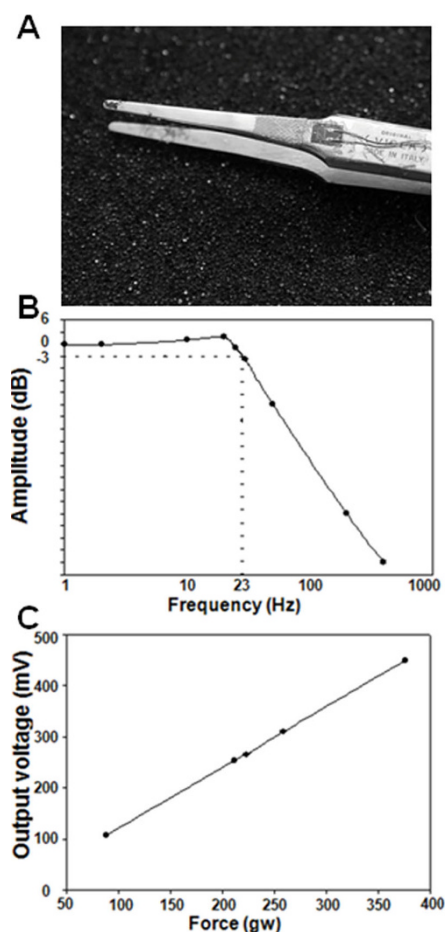 A
ORIGINAL
IN ITALY
B
6
0
-3
Amplitude (dB)
1 10 23 100 1000
Frequency (Hz)
C
500
400
300
200
100
0
Output voltage (mV)
50 100 150 200 250 300 350 400
Force (gw)